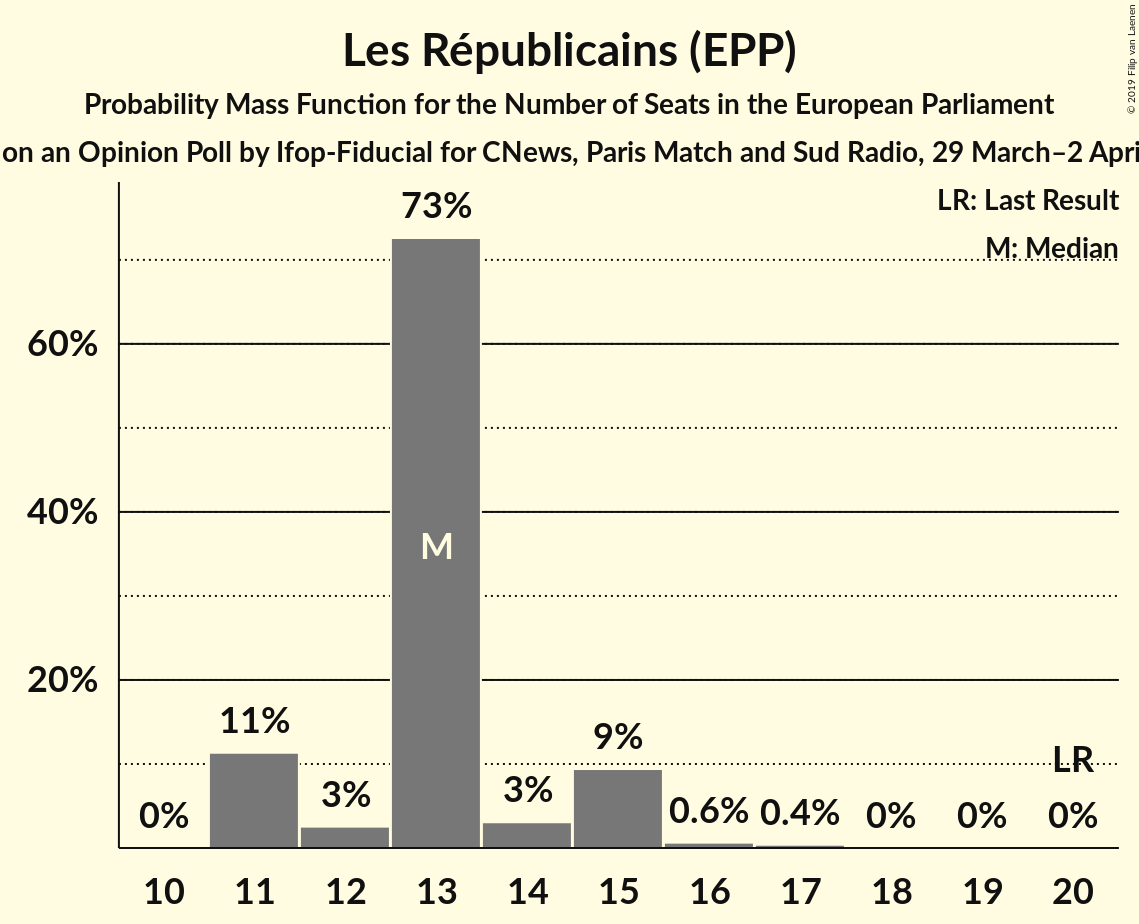 Les Républicains (EPP)
Probability Mass Function for the Number of Seats in the European Parliament
on an Opinion Poll by Ifop-Fiducial for CNews, Paris Match and Sud Radio, 29 March–2 Apri
© 2019 Filip van Laenen
LR: Last Result
M: Median
73%
60%
40%
M
20%
11%
9%
LR
0%
3%
3%
0.6%
0.4%
0%
0%
0%
10 11 12 13 14 15 16 17 18 19 20